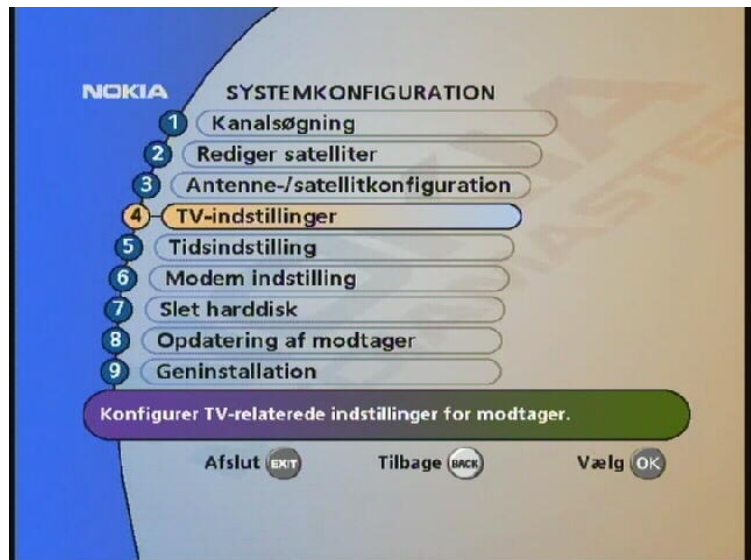 NOKIA SYSTEMKONFIGURATION
1 Kanalsøgning
2 Rediger satelliter
3 Antenne-/satellitkonfiguration
4 TV-indstillinger
5 Tidsindstilling
6 Modem indstilling
7 Slet harddisk
8 Opdatering af modtager
9 Geninstallation
Konfigurer TV-relaterede indstillinger for modtager.
Afslut EXIT Tilbage BACK Vælg OK